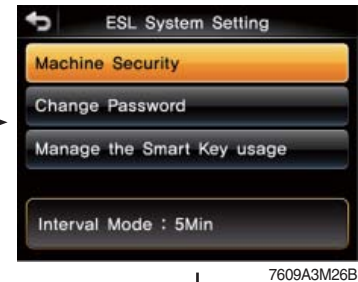 ESL System Setting
Machine Security
Change Password
Manage the Smart Key usage
Interval Mode : 5Min
7609A3M26B